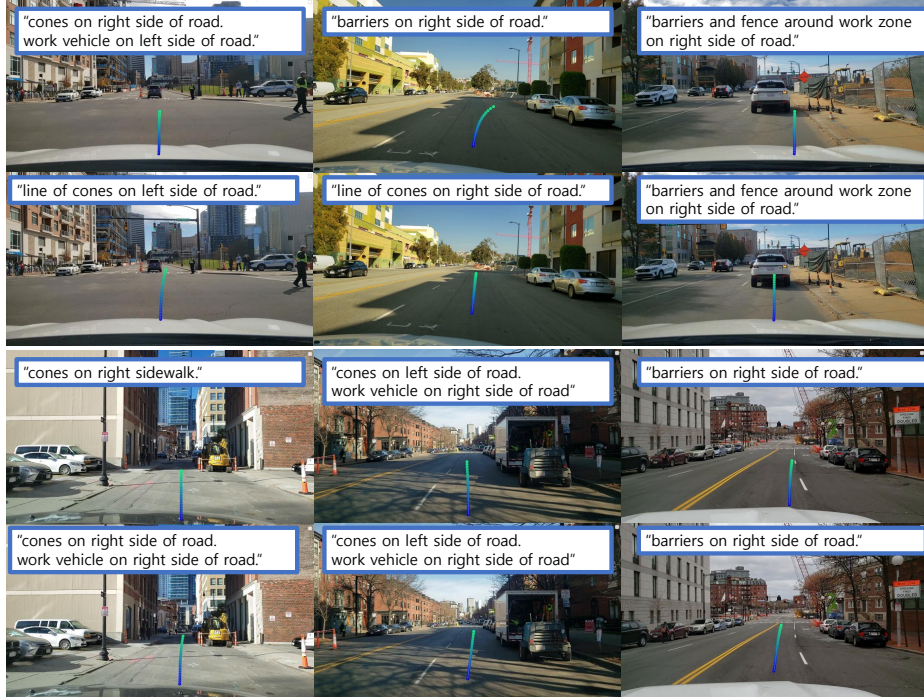 “cones on right side of road.
work vehicle on left side of road.”
“barriers on right side of road.”
“barriers and fence around work zone
on right side of road.”
“line of cones on left side of road.”
“line of cones on right side of road.”
“barriers and fence around work zone
on right side of road.”
“cones on right sidewalk.”
“cones on left side of road.
work vehicle on right side of road“
“barriers on right side of road.”
“cones on right side of road.
work vehicle on right side of road.”
“cones on left side of road.
work vehicle on right side of road“
“barriers on right side of road.”